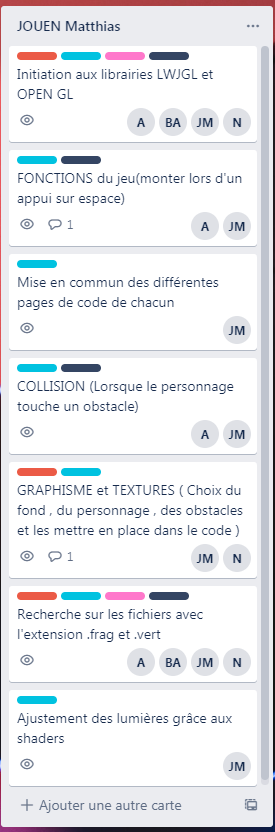 JOUEN Matthias
Initiation aux librairies LWJGL et
OPEN GL
A BA JM N
FONCTIONS du jeu(monter lors d'un
appui sur espace)
1 A JM
Mise en commun des différentes
pages de code de chacun
JM
COLLISION (Lorsque le personnage
touche un obstacle)
A JM
GRAPHISME et TEXTURES ( Choix du
fond , du personnage , des obstacles
et les mettre en place dans le code )
1 JM N
Recherche sur les fichiers avec
l'extension .frag et .vert
A BA JM N
Ajustement des lumières grâce aux
shaders
JM
+ Ajouter une autre carte